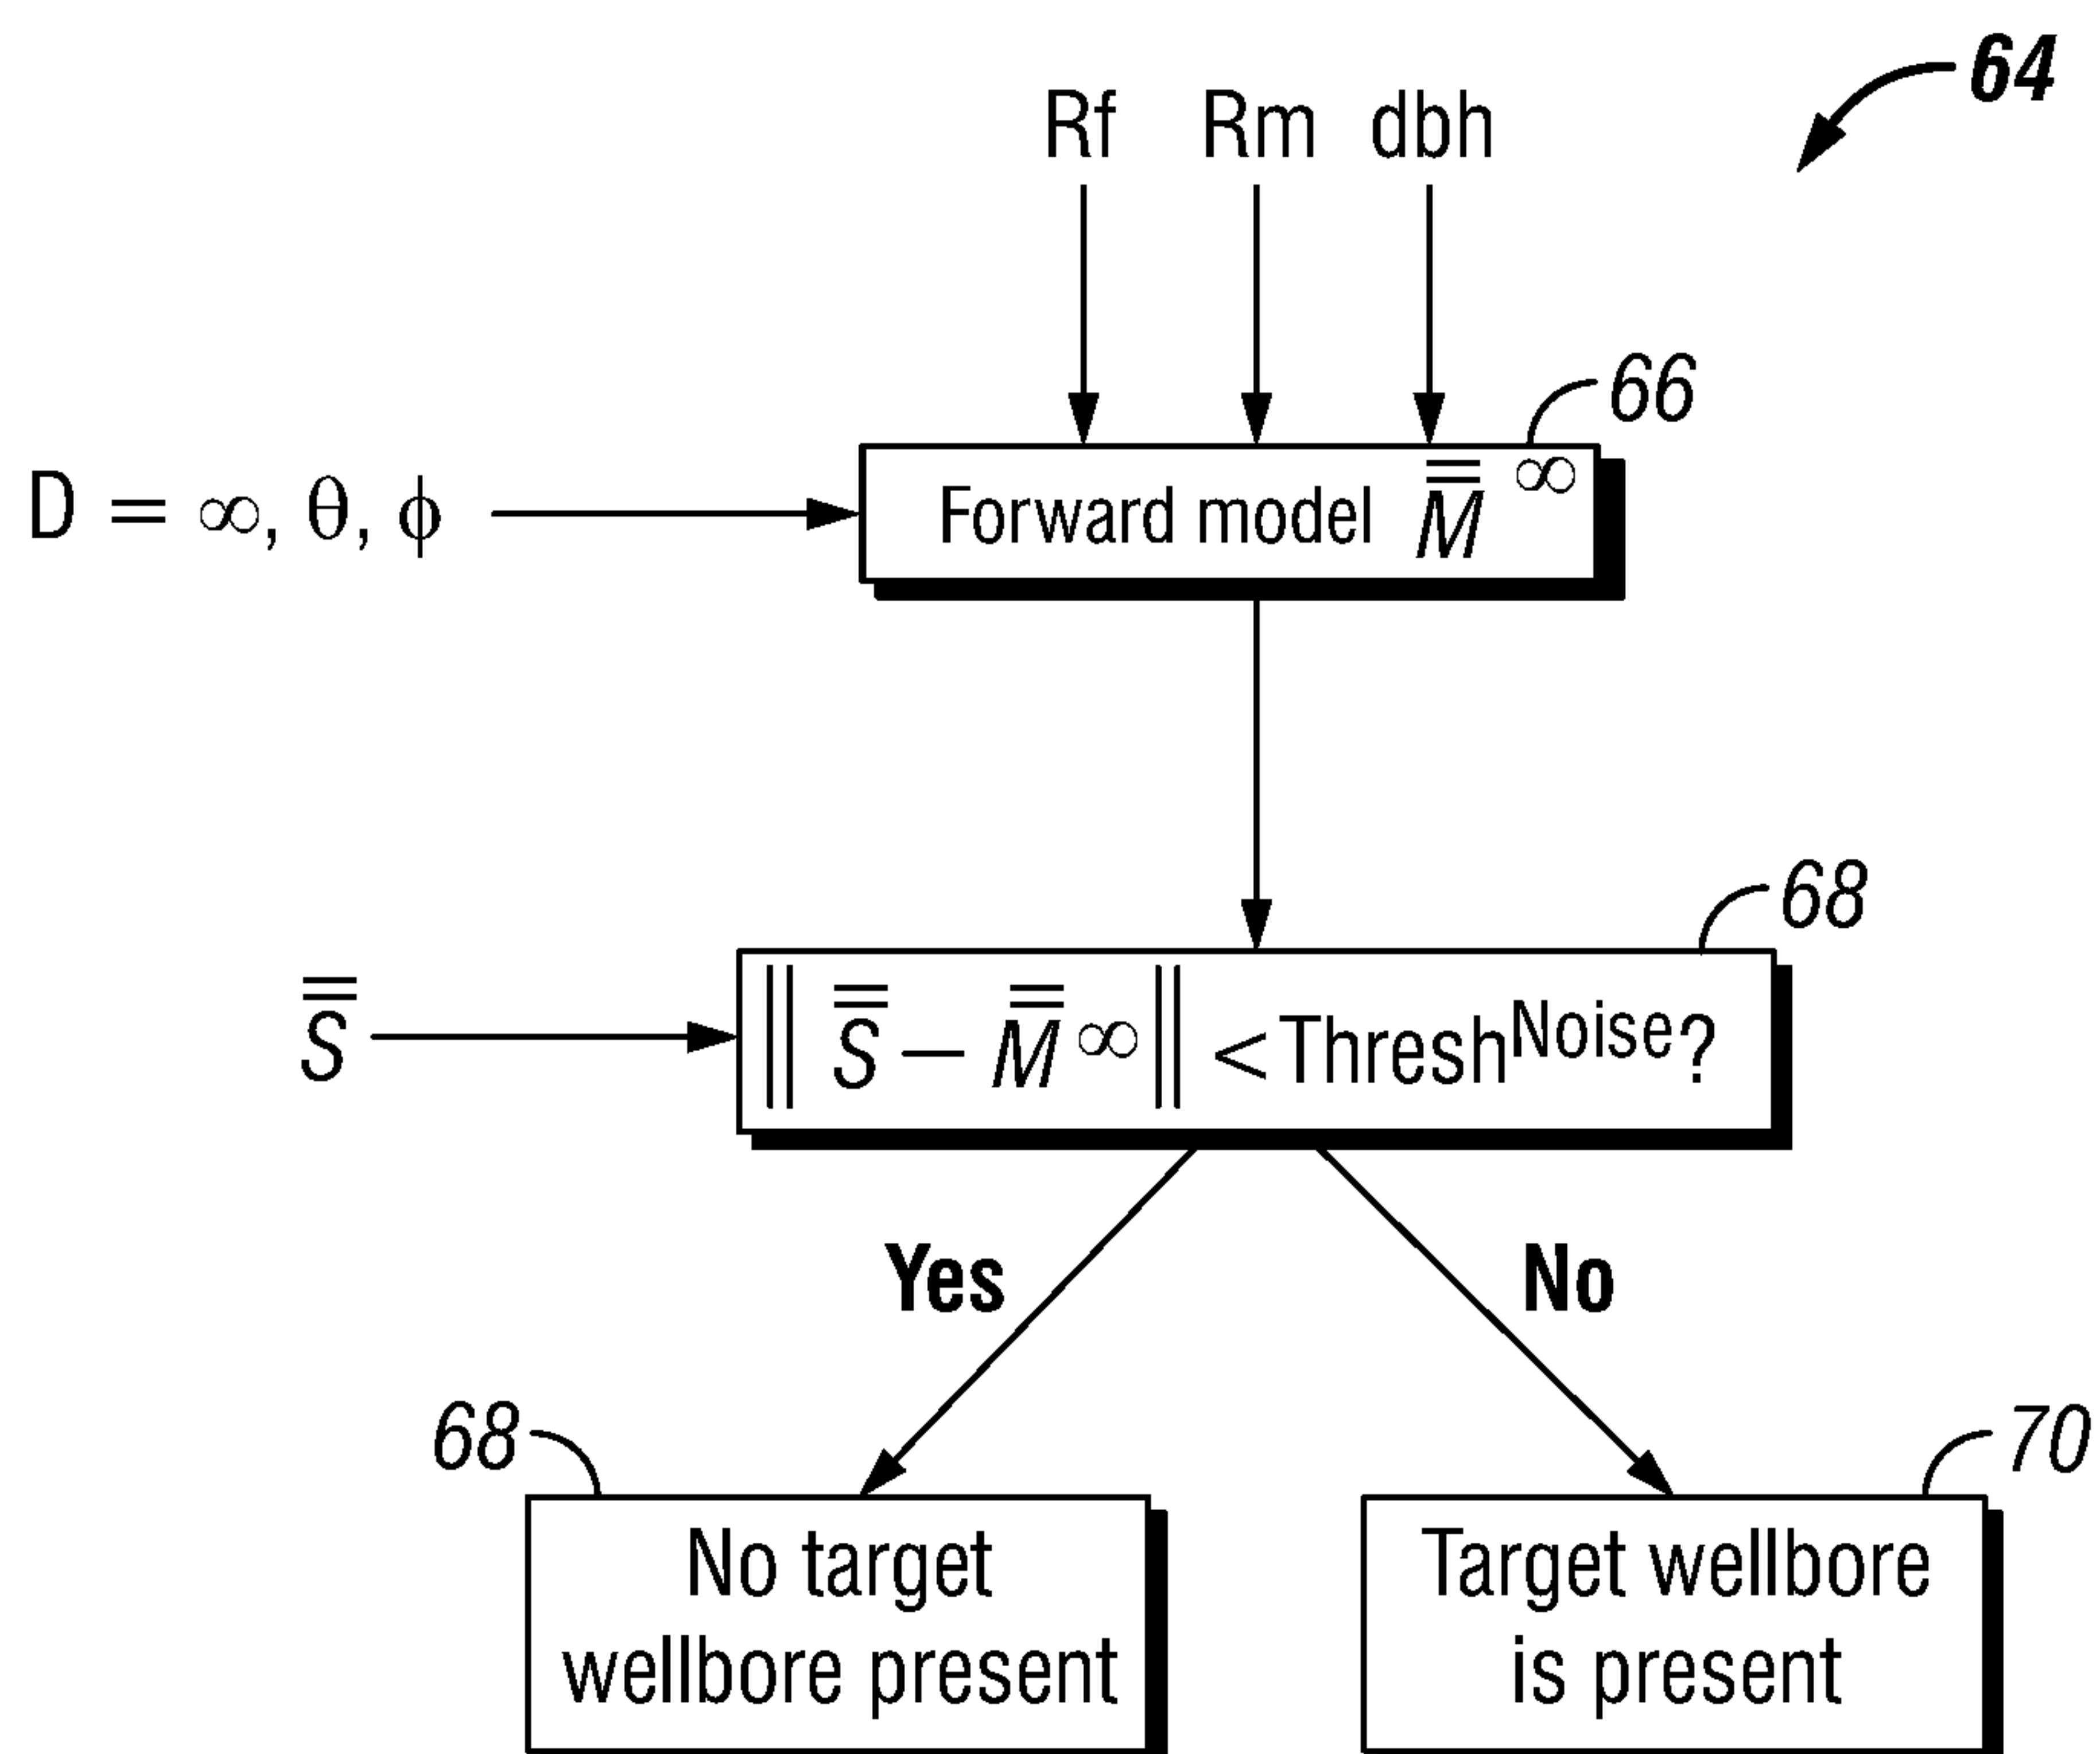 64
Rf Rm dbh
66
D = ∞, θ, ϕ
Forward model M̿ ∞
68
S̿
‖ S̿ – M̿ ∞ ‖ < Thresh^Noise?
Yes
No
68
70
No target
wellbore present
Target wellbore
is present